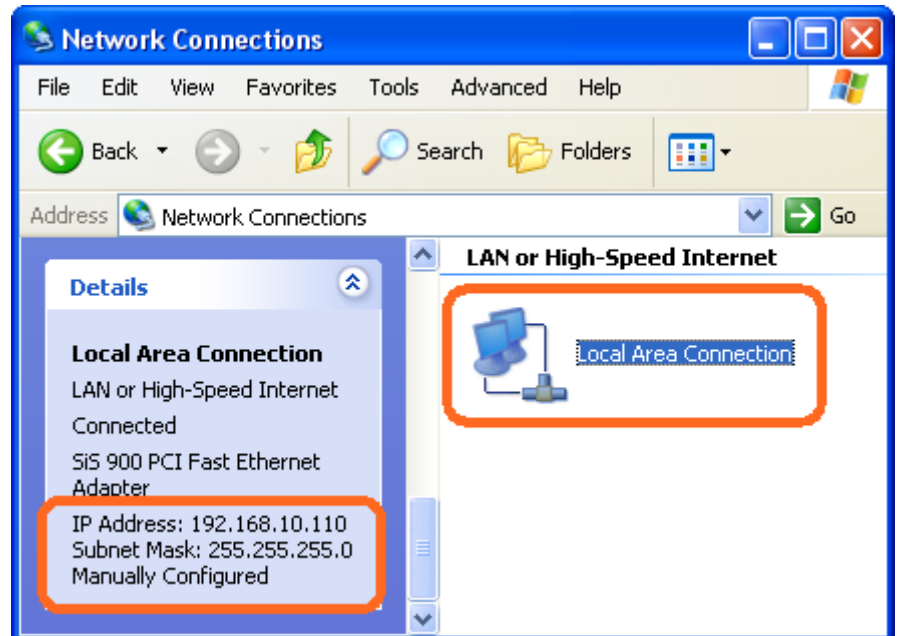 Network Connections
File Edit View Favorites Tools Advanced Help
Back Search Folders
Address Network Connections Go
Details
Local Area Connection
LAN or High-Speed Internet
Connected
SiS 900 PCI Fast Ethernet
Adapter
IP Address: 192.168.10.110
Subnet Mask: 255.255.255.0
Manually Configured
LAN or High-Speed Internet
Local Area Connection